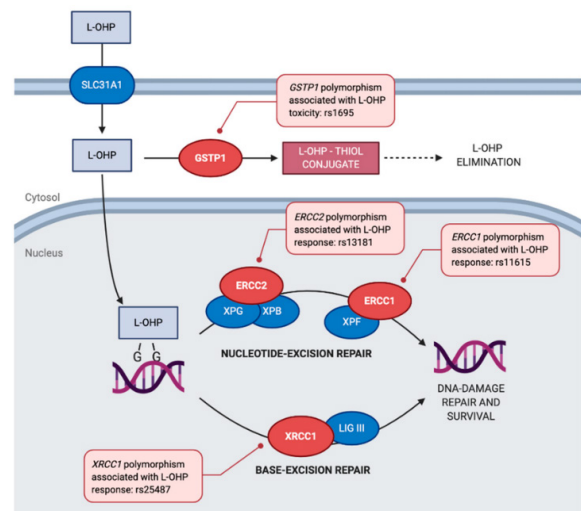 L-OHP
SLC31A1
GSTP1 polymorphism
associated with L-OHP
toxicity: rs1695
L-OHP
GSTP1
L-OHP - THIOL
CONJUGATE
L-OHP
ELIMINATION
Cytosol
Nucleus
ERCC2 polymorphism
associated with L-OHP
response: rs13181
ERCC1 polymorphism
associated with L-OHP
response: rs11615
ERCC2
XPG
XPB
ERCC1
XPF
L-OHP
G G
NUCLEOTIDE-EXCISION REPAIR
DNA-DAMAGE
REPAIR AND
SURVIVAL
XRCC1
LIG III
BASE-EXCISION REPAIR
XRCC1 polymorphism
associated with L-OHP
response: rs25487